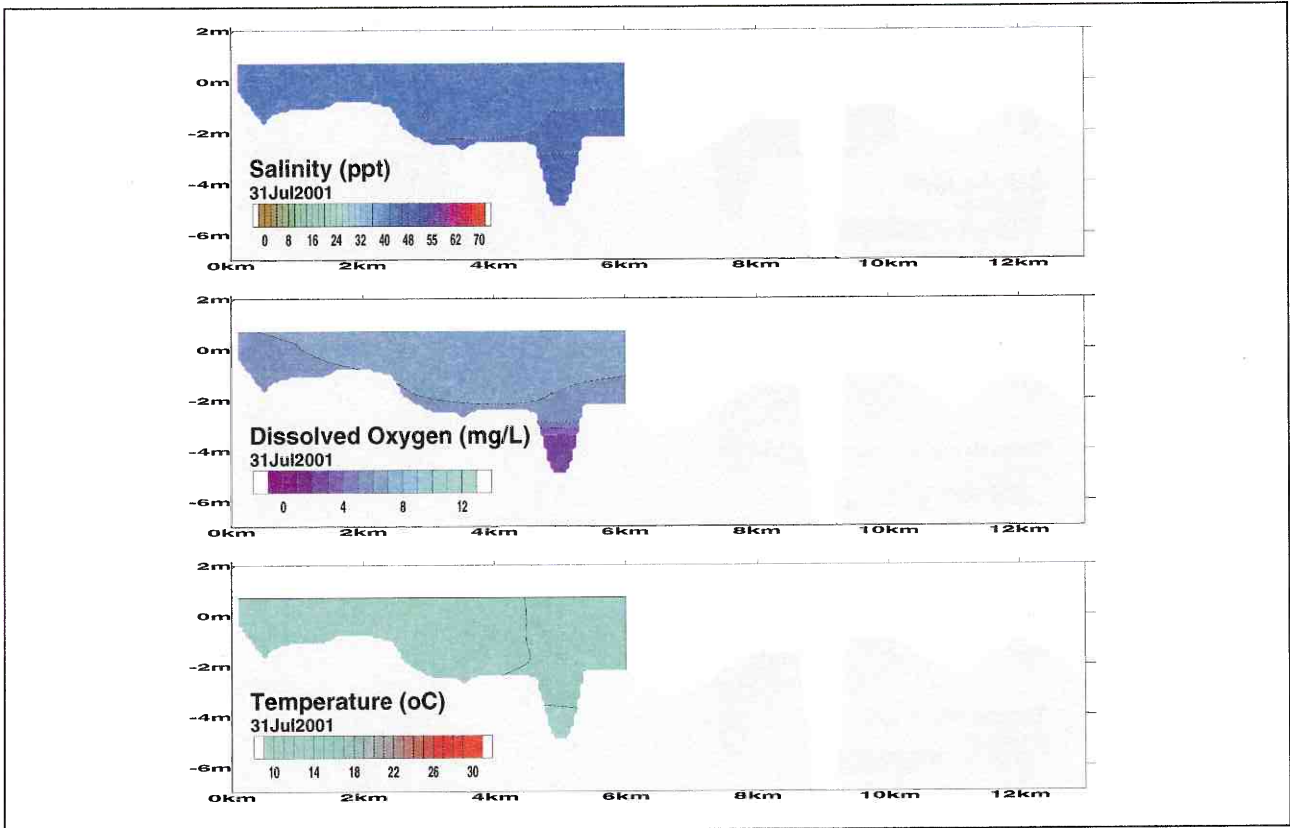 2m
0m
-2m
Salinity (ppt)
31Jul2001
-4m
0 8 16 24 32 40 48 55 62 70
-6m
0km 2km 4km 6km 8km 10km 12km
2m
0m
-2m
Dissolved Oxygen (mg/L)
31Jul2001
-4m
0 4 8 12
-6m
0km 2km 4km 6km 8km 10km 12km
2m
0m
-2m
Temperature (oC)
31Jul2001
-4m
10 14 18 22 26 30
-6m
0km 2km 4km 6km 8km 10km 12km